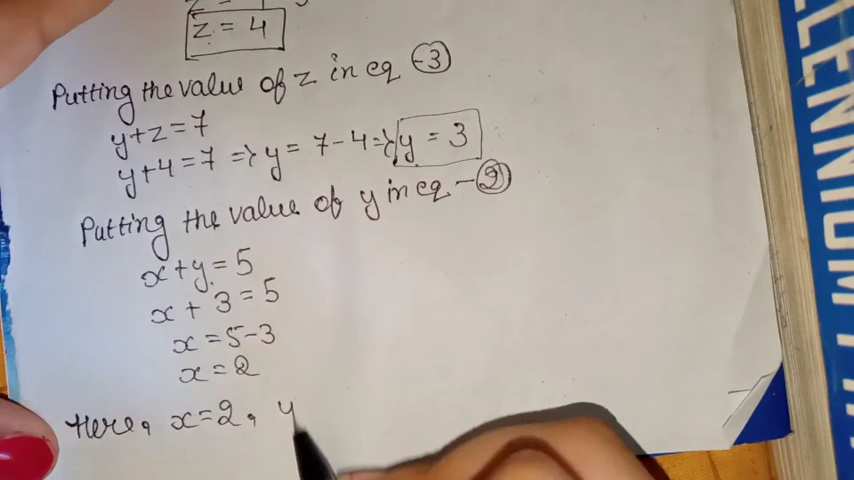 z = 4
Putting the value of z in eq -③
y+z=7
y+4=7 => y= 7-4=> y = 3
Putting the value of y in eq -②
x+y=5
x+ 3=5
x=5-3
x=2
Here, x=2, y